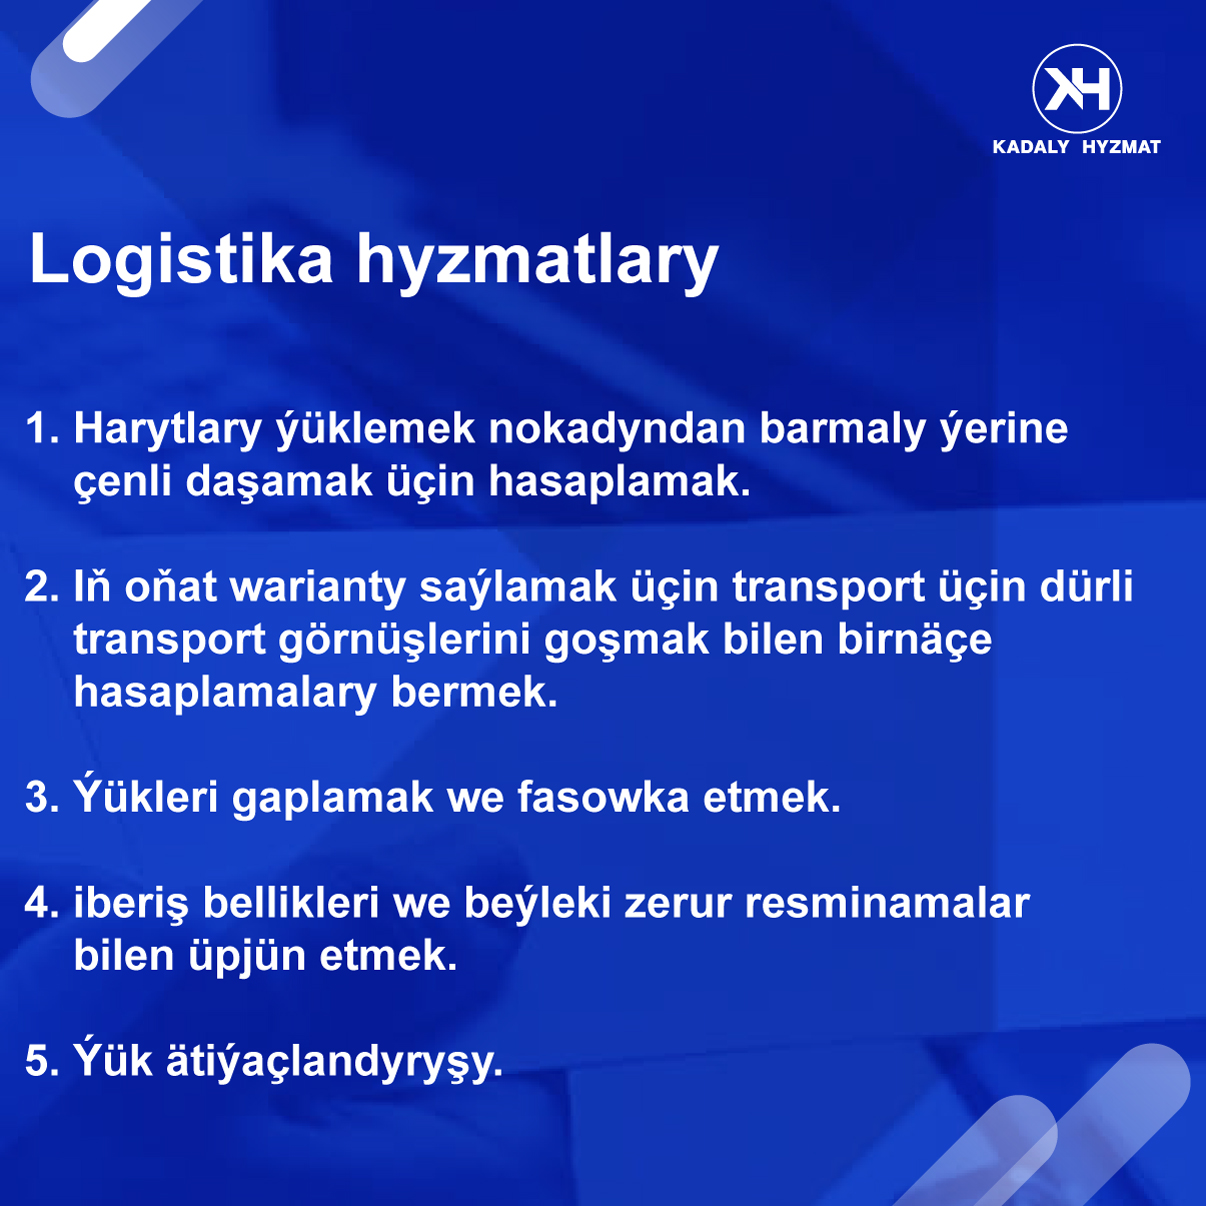 KH
KADALY HYZMAT
Logistika hyzmatlary
1. Harytlary ýüklemek nokadyndan barmaly ýerine
çenli daşamak üçin hasaplamak.
2. Iň oňat warianty saýlamak üçin transport üçin dürli
transport görnüşlerini goşmak bilen birnäçe
hasaplamalary bermek.
3. Ýükleri gaplamak we fasowka etmek.
4. iberiş bellikleri we beýleki zerur resminamalar
bilen üpjün etmek.
5. Ýük ätiýaçlandyryşy.